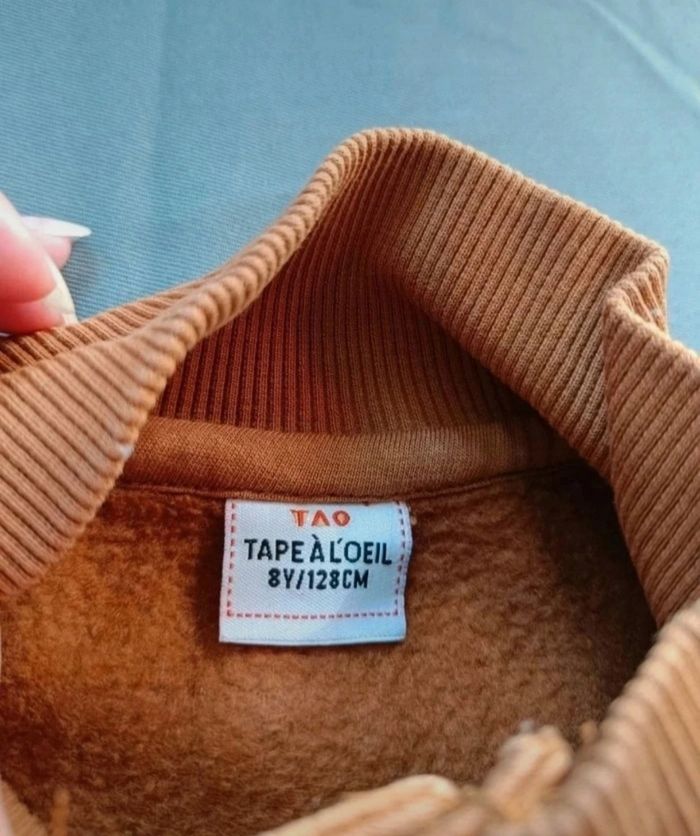 TAO
TAPE À L'OEIL
8Y/128CM